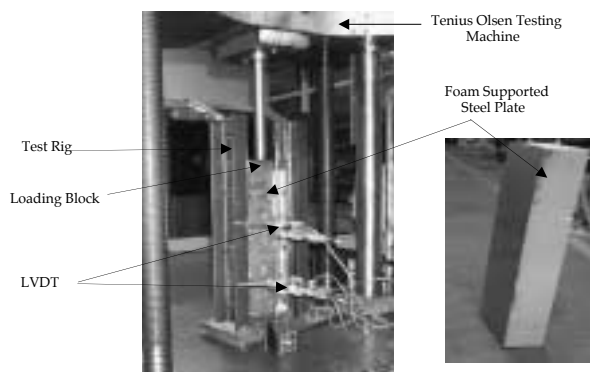 Tenius Olsen Testing
Machine
Foam Supported
Steel Plate
Test Rig
Loading Block
LVDT